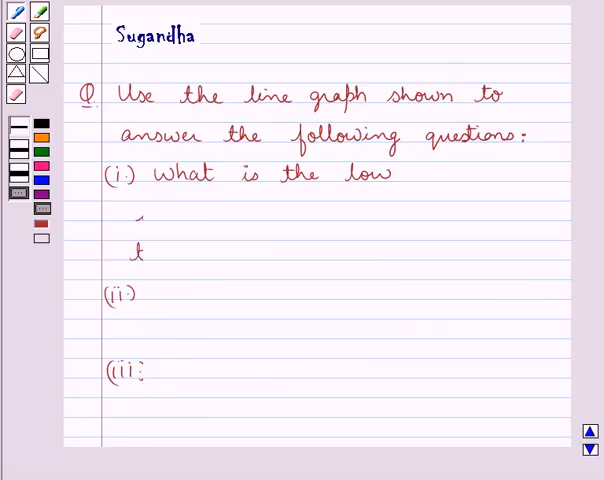 Sugandha
Q. Use the line graph shown to
answer the following questions:
(i.) What is the low
t
(ii.)
(iii